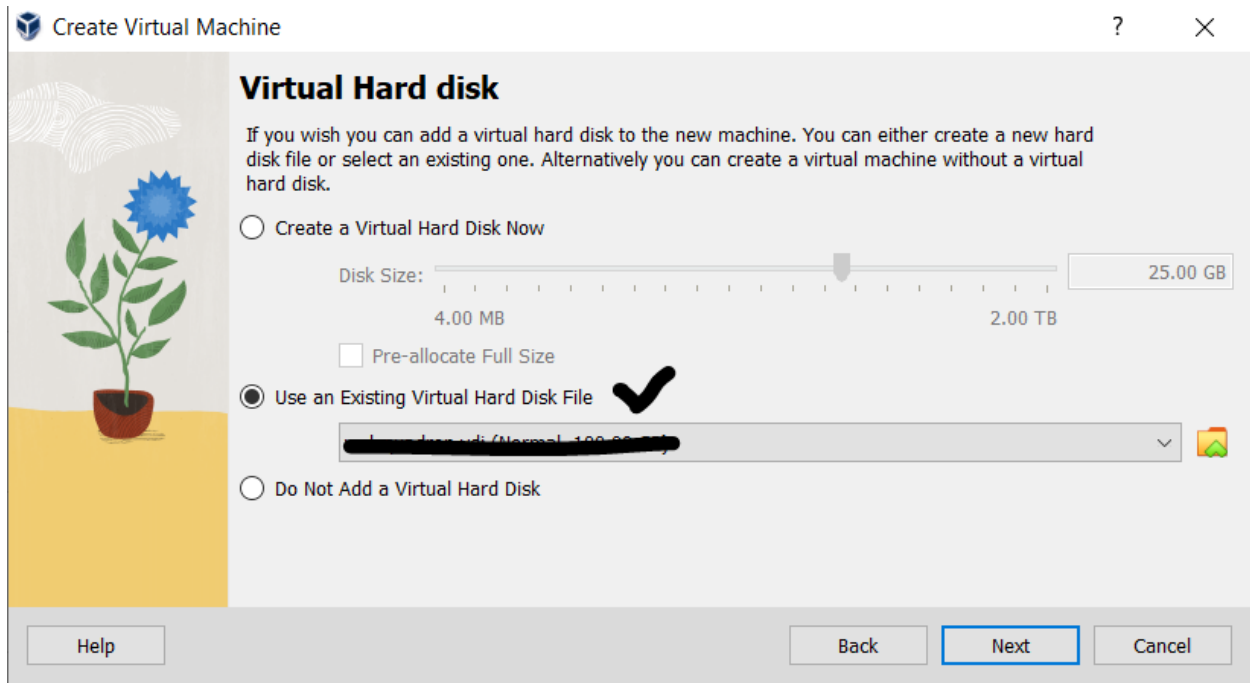 Create Virtual Machine
?
Virtual Hard disk
If you wish you can add a virtual hard disk to the new machine. You can either create a new hard
disk file or select an existing one. Alternatively you can create a virtual machine without a virtual
hard disk.
Create a Virtual Hard Disk Now
Disk Size:
25.00 GB
4.00 MB
2.00 TB
Pre-allocate Full Size
Use an Existing Virtual Hard Disk File
Do Not Add a Virtual Hard Disk
Help
Back
Next
Cancel